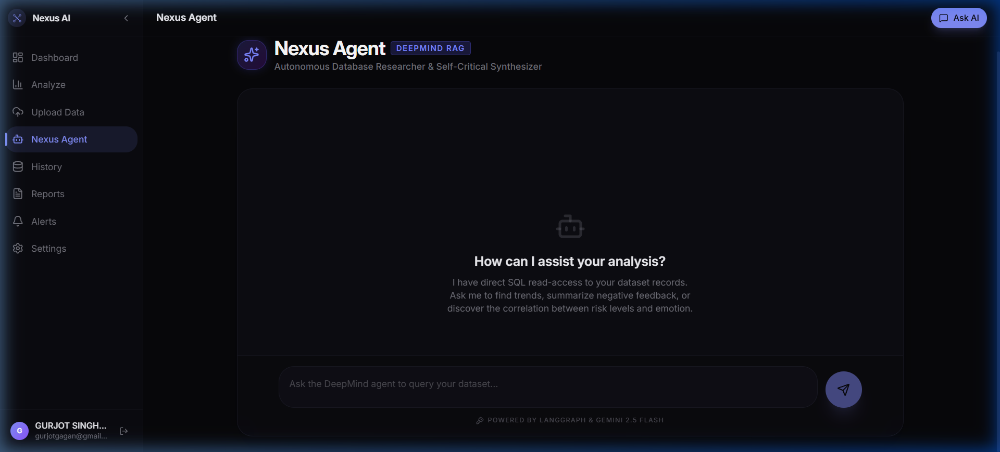 Nexus AI
Dashboard
Analyze
Upload Data
Nexus Agent
History
Reports
Alerts
Settings
GURJOT SINGH...
gurjotgagan@gmail...
G
Nexus Agent
Ask AI
Nexus Agent
DEEPMIND RAG
Autonomous Database Researcher & Self-Critical Synthesizer
How can I assist your analysis?
I have direct SQL read-access to your dataset records.
Ask me to find trends, summarize negative feedback, or
discover the correlation between risk levels and emotion.
Ask the DeepMind agent to query your dataset...
POWERED BY LANGGRAPH & GEMINI 2.5 FLASH